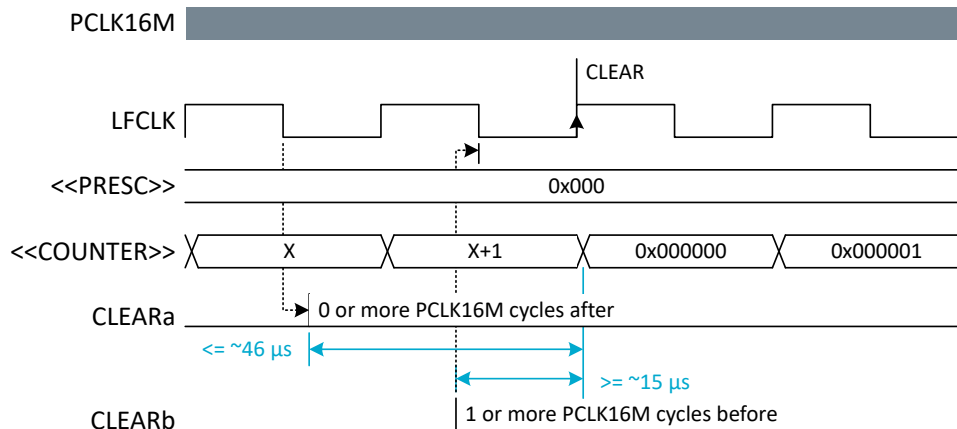 PCLK16M
CLEAR
LFCLK
<<PRESC>>
0x000
<<COUNTER>>
X
X+1
0x000000
0x000001
0 or more PCLK16M cycles after
CLEARa
<= ~46 μs
>= ~15 μs
1 or more PCLK16M cycles before
CLEARb